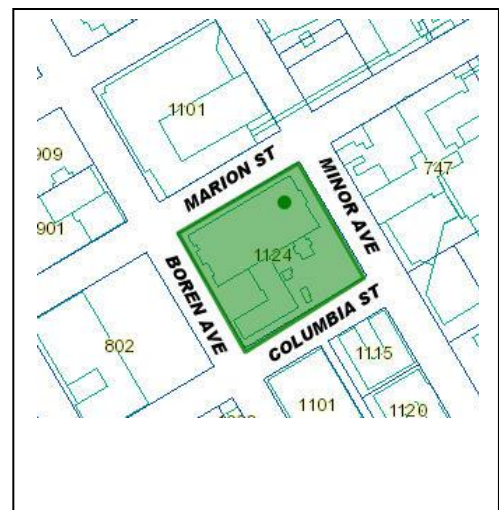 1101
909
MARION ST
MINOR AVE
747
901
1124
BOREN AVE
COLUMBIA ST
802
1115
1101
1120